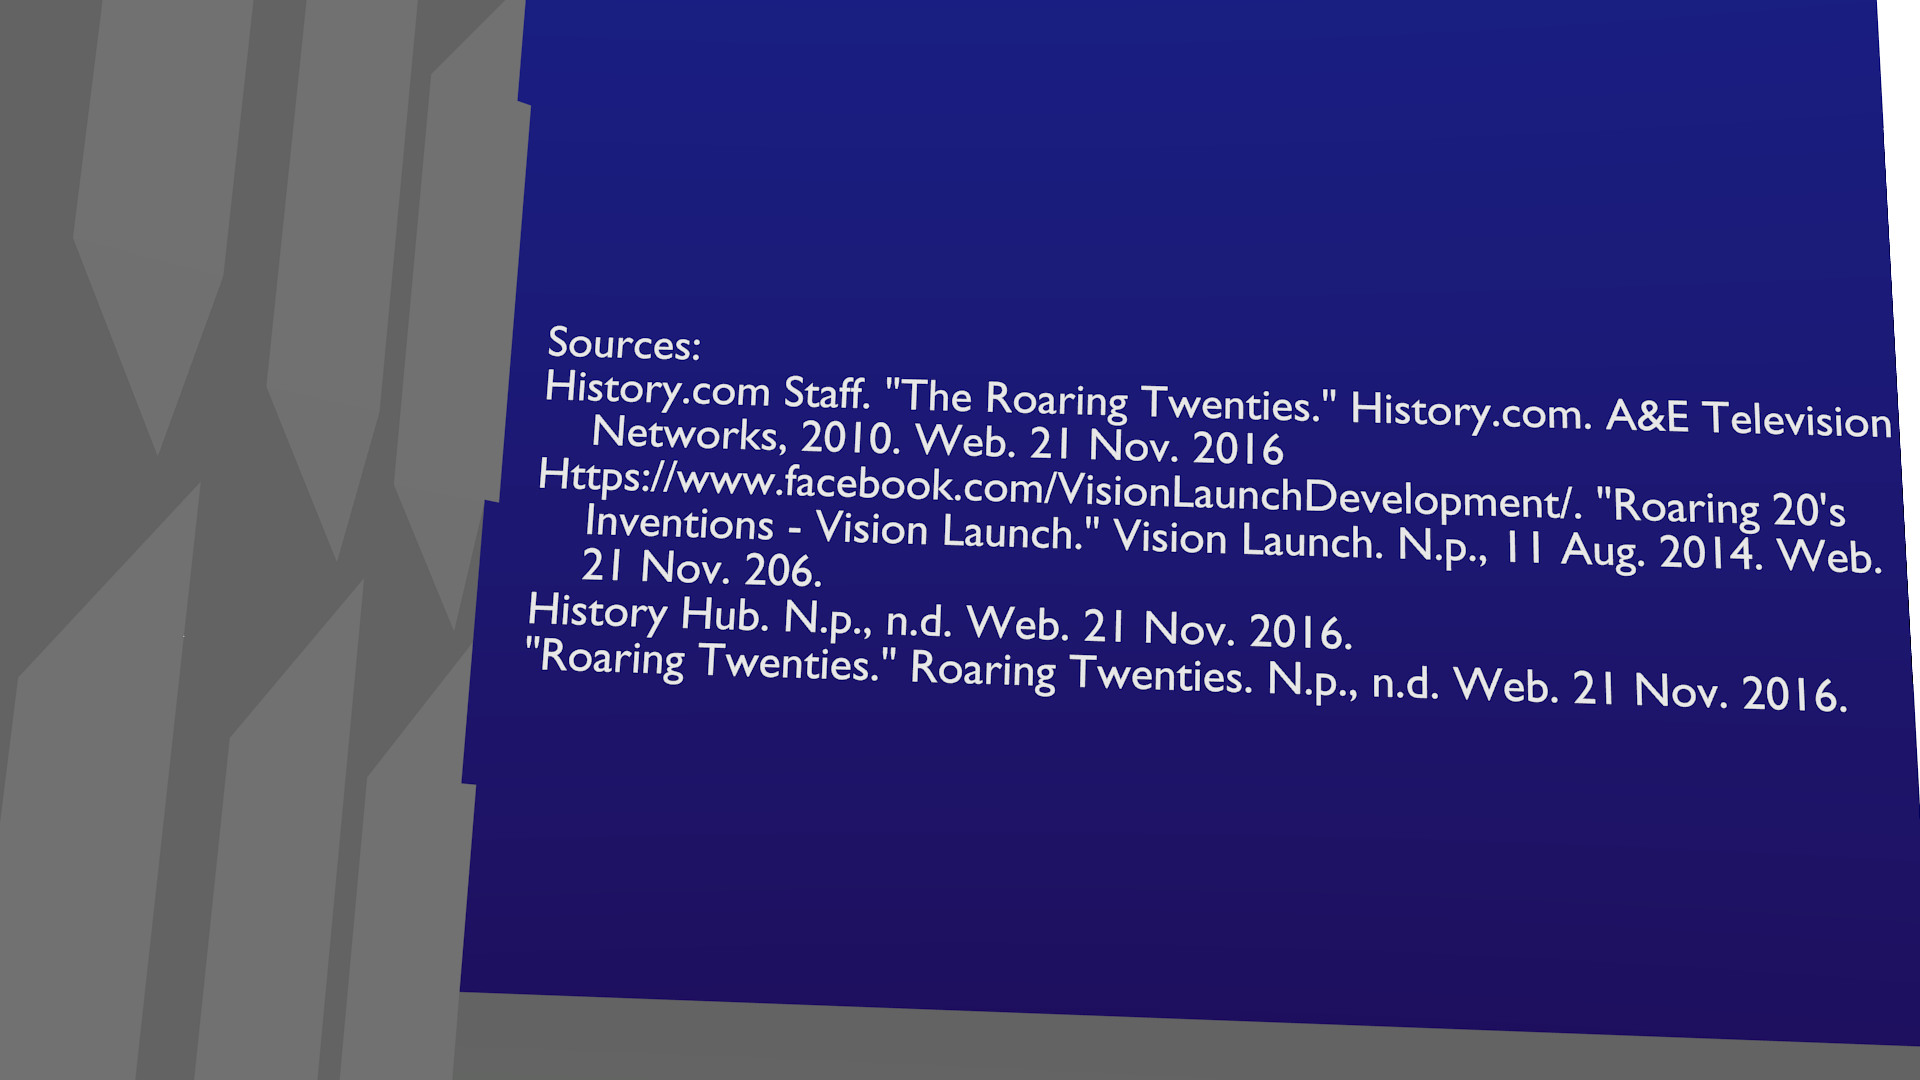 Sources:
History.com Staff. "The Roaring Twenties." History.com. A&E Television
Networks, 2010. Web. 21 Nov. 2016
Https://www.facebook.com/VisionLaunchDevelopment/. "Roaring 20's
Inventions - Vision Launch." Vision Launch. N.p., 11 Aug. 2014. Web.
21 Nov. 206.
History Hub. N.p., n.d. Web. 21 Nov. 2016.
"Roaring Twenties." Roaring Twenties. N.p., n.d. Web. 21 Nov. 2016.